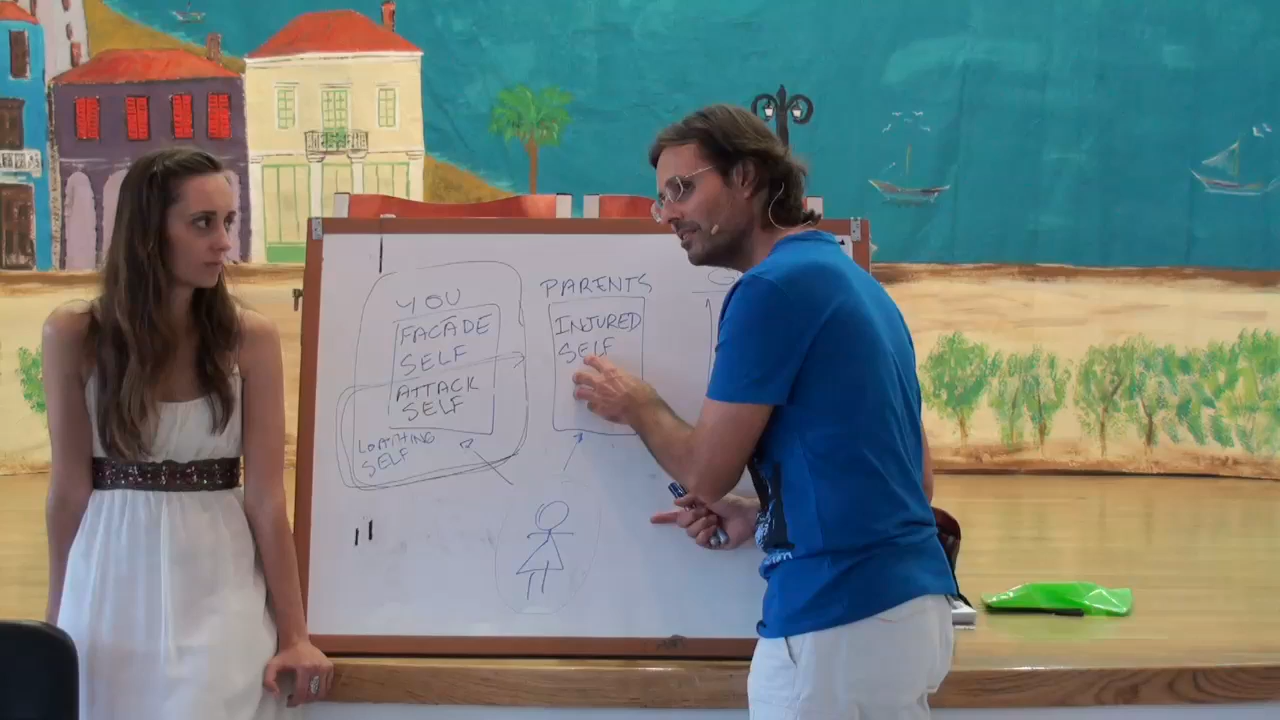 YOU
FACADE
SELF
ATTACK
SELF
LOATHING
SELF
PARENTS
INJURED
SELF